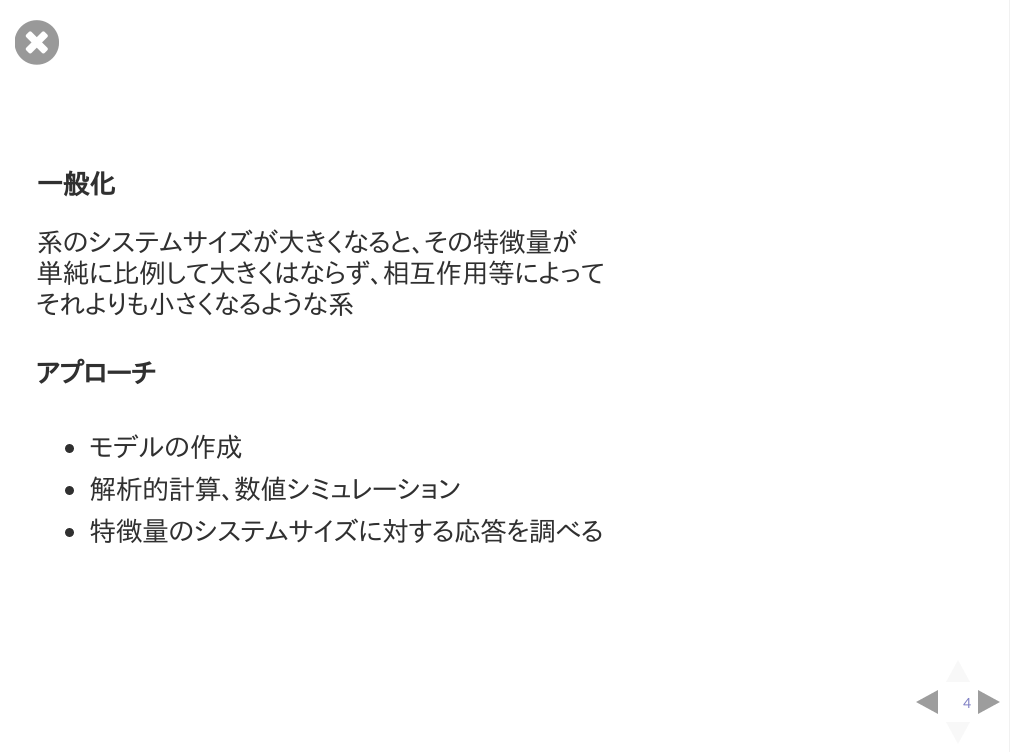 一般化
系のシステムサイズが大きくなると、その特徴量が
単純に比例して大きくはならず、相互作用等によって
それよりも小さくなるような系
アプローチ
• モデルの作成
• 解析的計算、数値シミュレーション
• 特徴量のシステムサイズに対する応答を調べる
4